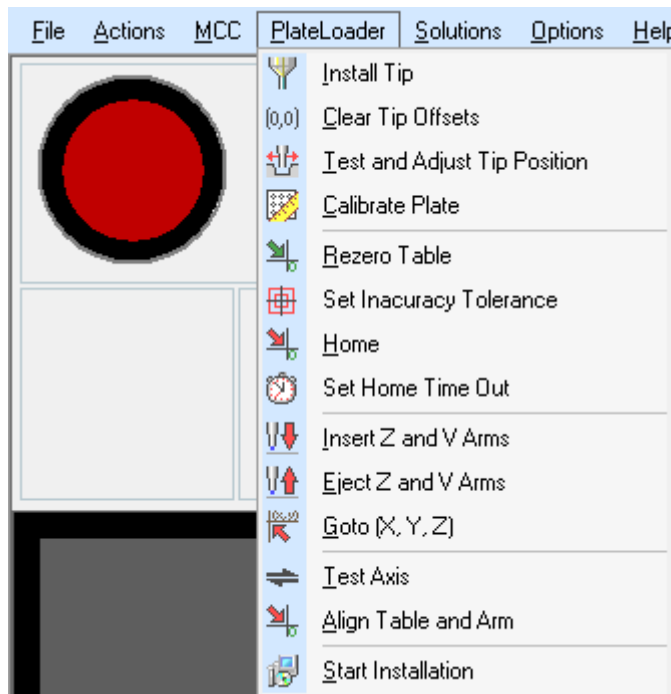 File Actions MCC PlateLoader Solutions Options Help
Install Tip
(0,0) Clear Tip Offsets
Test and Adjust Tip Position
Calibrate Plate
Rezero Table
Set Inacuracy Tolerance
Home
Set Home Time Out
Insert Z and V Arms
Eject Z and V Arms
Goto (X, Y, Z)
Test Axis
Align Table and Arm
Start Installation